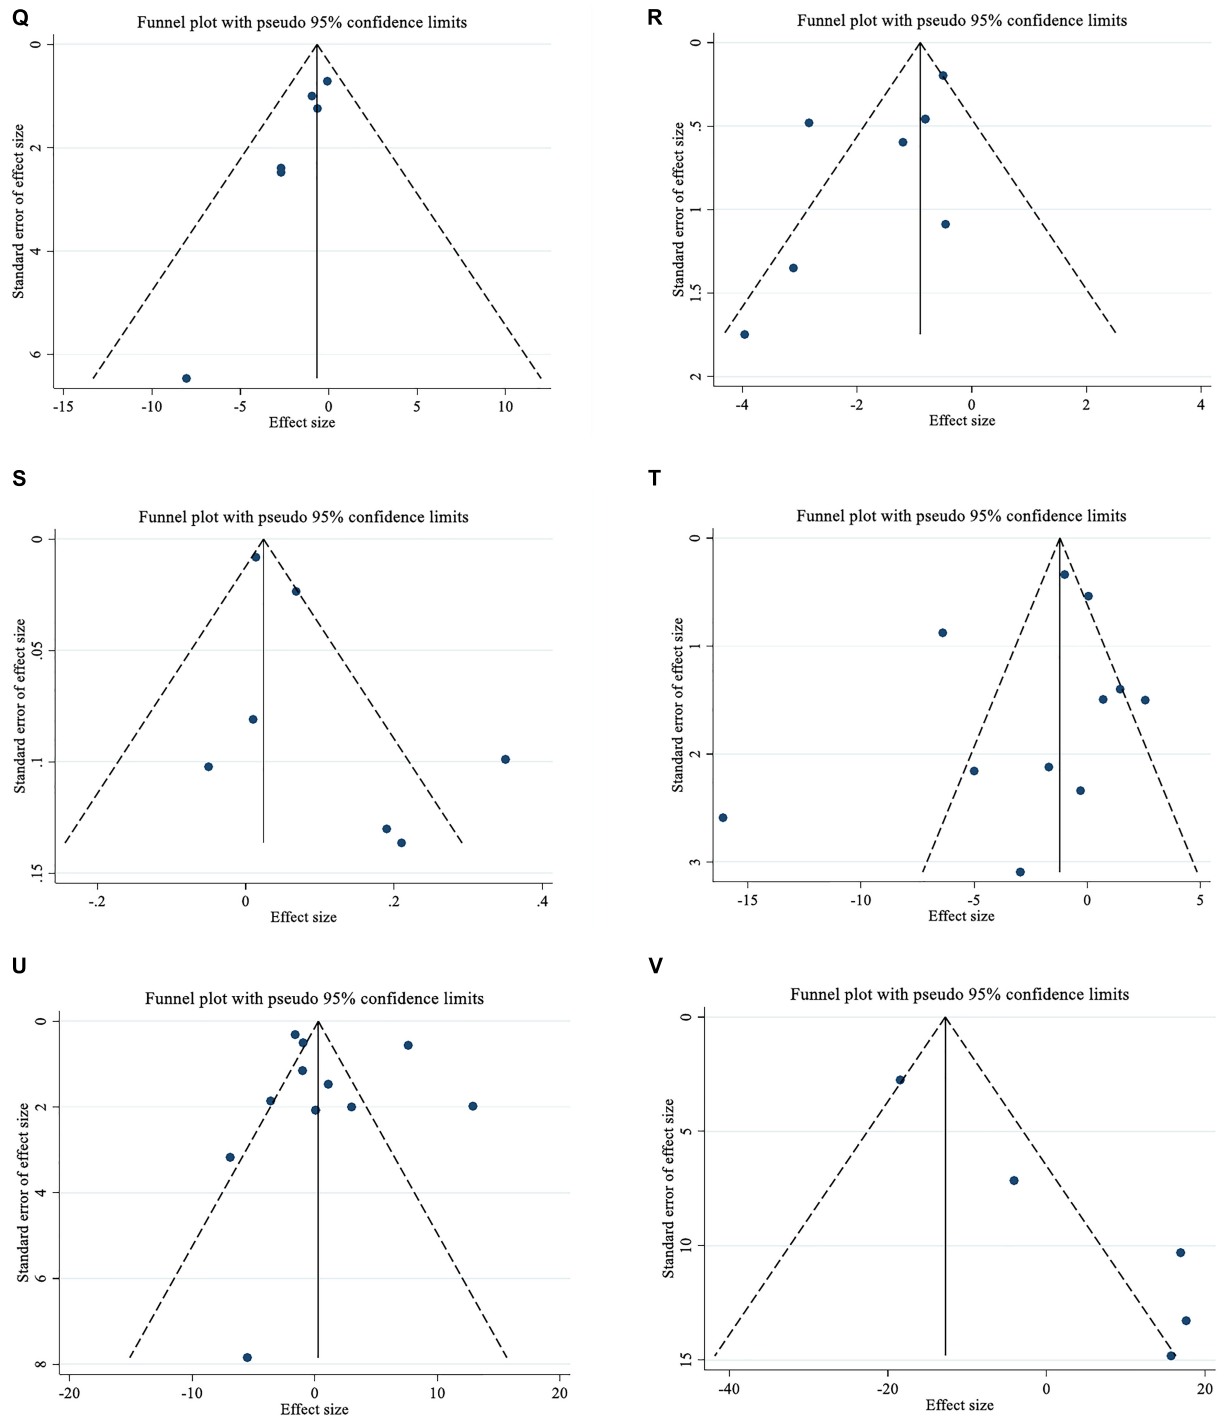 Q
Funnel plot with pseudo 95% confidence limits
Standard error of effect size
0
2
4
6
-15 -10 -5 0 5 10
Effect size
R
Funnel plot with pseudo 95% confidence limits
Standard error of effect size
0
.5
1
1.5
2
-4 -2 0 2 4
Effect size
S
Funnel plot with pseudo 95% confidence limits
Standard error of effect size
0
.05
.1
.15
-.2 0 .2 .4
Effect size
T
Funnel plot with pseudo 95% confidence limits
Standard error of effect size
0
1
2
3
-15 -10 -5 0 5
Effect size
U
Funnel plot with pseudo 95% confidence limits
Standard error of effect size
0
2
4
6
8
-20 -10 0 10 20
Effect size
V
Funnel plot with pseudo 95% confidence limits
Standard error of effect size
0
5
10
15
-40 -20 0 20
Effect size